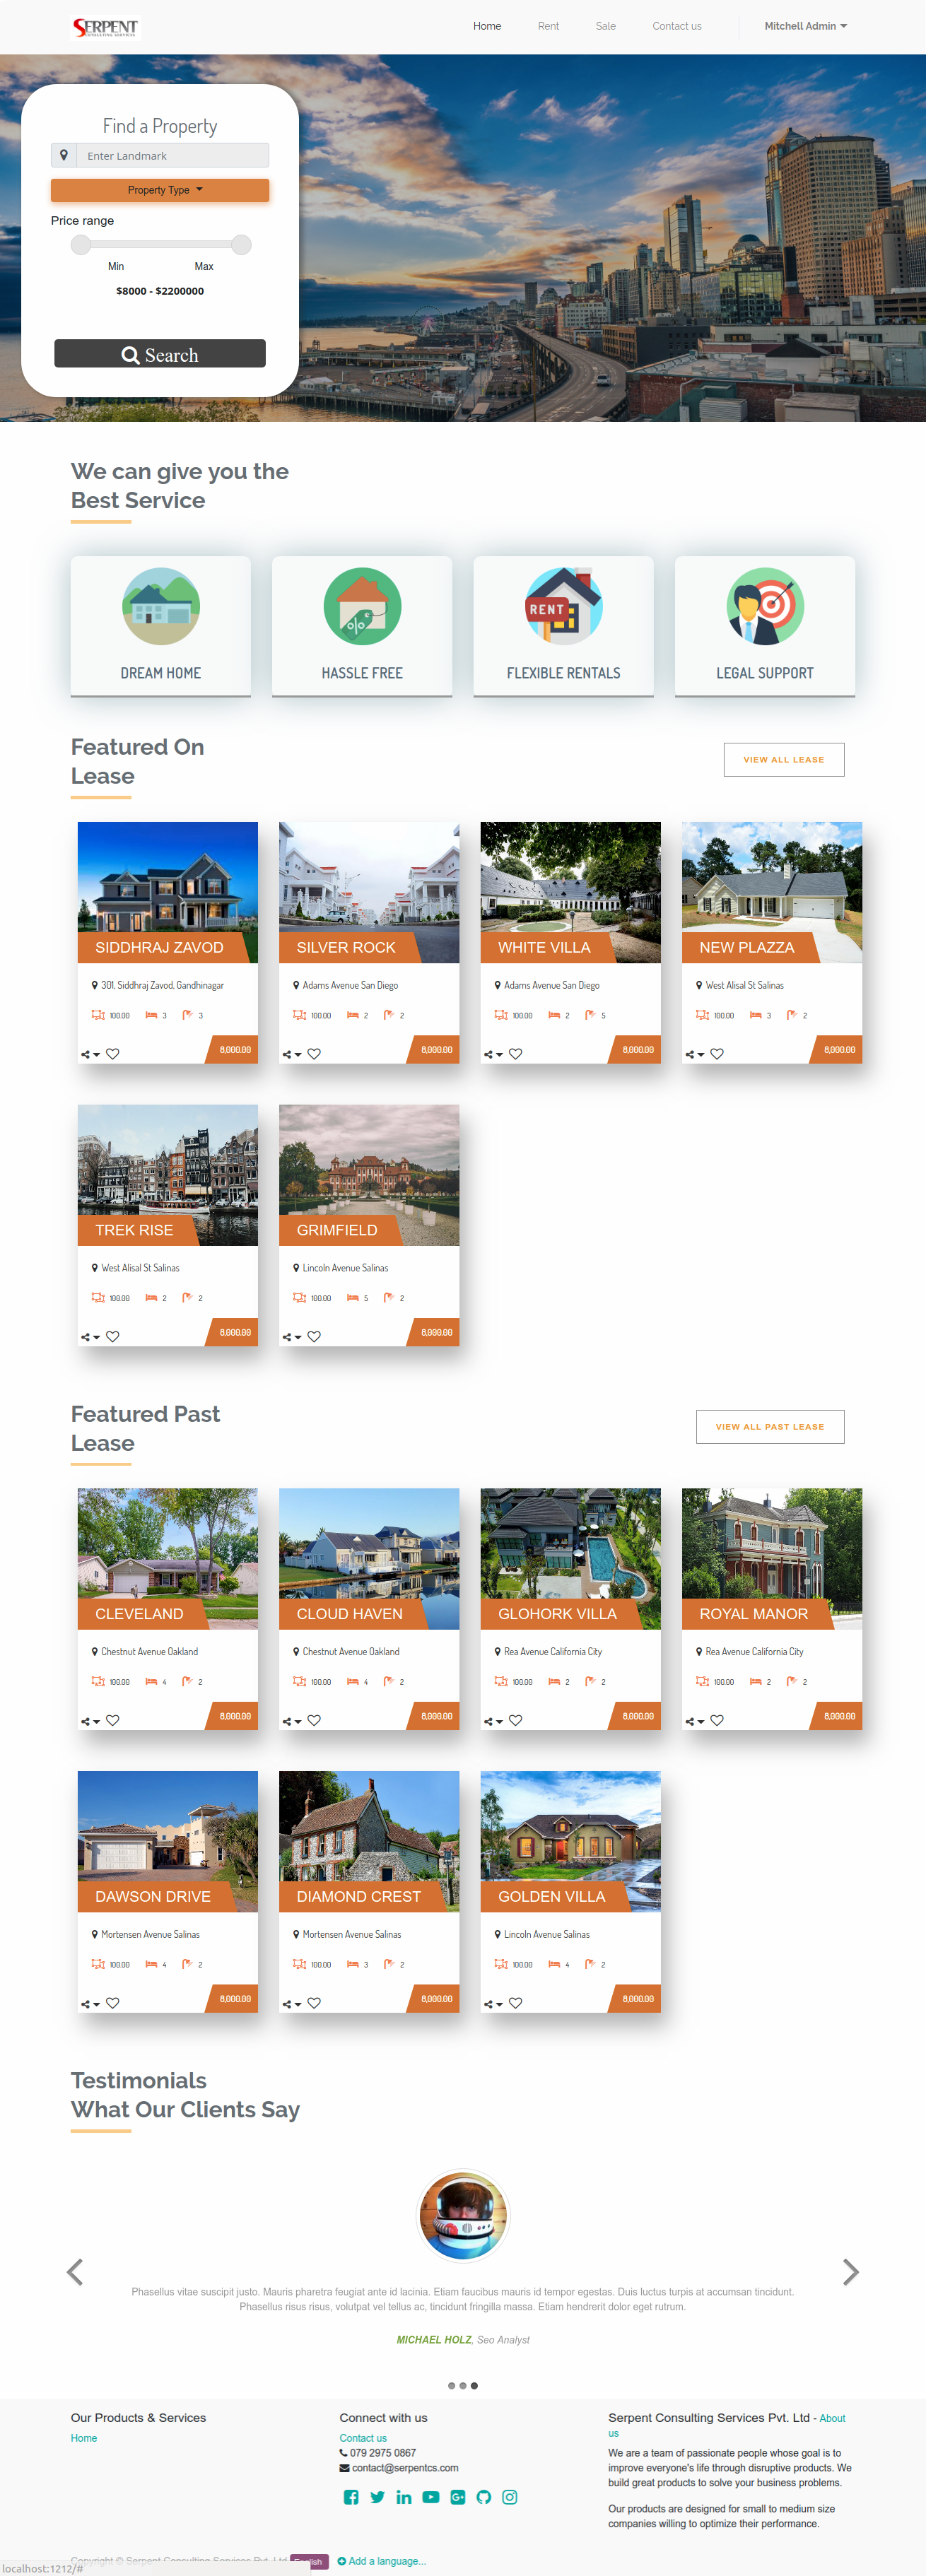 SERPENT
CONSULTING SERVICES
Home Rent Sale Contact us Mitchell Admin
Find a Property
Enter Landmark
Property Type
Price range
Min Max
$8000 - $2200000
Search
We can give you the
Best Service
RENT
DREAM HOME HASSLE FREE FLEXIBLE RENTALS LEGAL SUPPORT
Featured On
Lease
VIEW ALL LEASE
SIDDHRAJ ZAVOD SILVER ROCK WHITE VILLA NEW PLAZZA
301, Siddhraj Zavod, Gandhinagar Adams Avenue San Diego Adams Avenue San Diego West Alisal St Salinas
100.00 3 3 100.00 2 2 100.00 2 5 100.00 3 2
8,000.00 8,000.00 8,000.00 8,000.00
TREK RISE GRIMFIELD
West Alisal St Salinas Lincoln Avenue Salinas
100.00 2 2 100.00 5 2
8,000.00 8,000.00
Featured Past
Lease
VIEW ALL PAST LEASE
CLEVELAND CLOUD HAVEN GLOHORK VILLA ROYAL MANOR
Chestnut Avenue Oakland Chestnut Avenue Oakland Rea Avenue California City Rea Avenue California City
100.00 4 2 100.00 4 2 100.00 2 2 100.00 2 2
8,000.00 8,000.00 8,000.00 8,000.00
DAWSON DRIVE DIAMOND CREST GOLDEN VILLA
Mortensen Avenue Salinas Mortensen Avenue Salinas Lincoln Avenue Salinas
100.00 4 2 100.00 3 2 100.00 4 2
8,000.00 8,000.00 8,000.00
Testimonials
What Our Clients Say
Phasellus vitae suscipit justo. Mauris pharetra feugiat ante id lacinia. Etiam faucibus mauris id tempor egestas. Duis luctus turpis at accumsan tincidunt.
Phasellus risus risus, volutpat vel tellus ac, tincidunt fringilla massa. Etiam hendrerit dolor eget rutrum.
MICHAEL HOLZ, Seo Analyst
Our Products & Services
Home
Connect with us
Contact us
079 2975 0867
contact@serpentcs.com
Serpent Consulting Services Pvt. Ltd - About
us
We are a team of passionate people whose goal is to
improve everyone's life through disruptive products. We
build great products to solve your business problems.
Our products are designed for small to medium size
companies willing to optimize their performance.
Copyright © Serpent Consulting Services Pvt. Ltd English Add a language...
localhost:1212/#